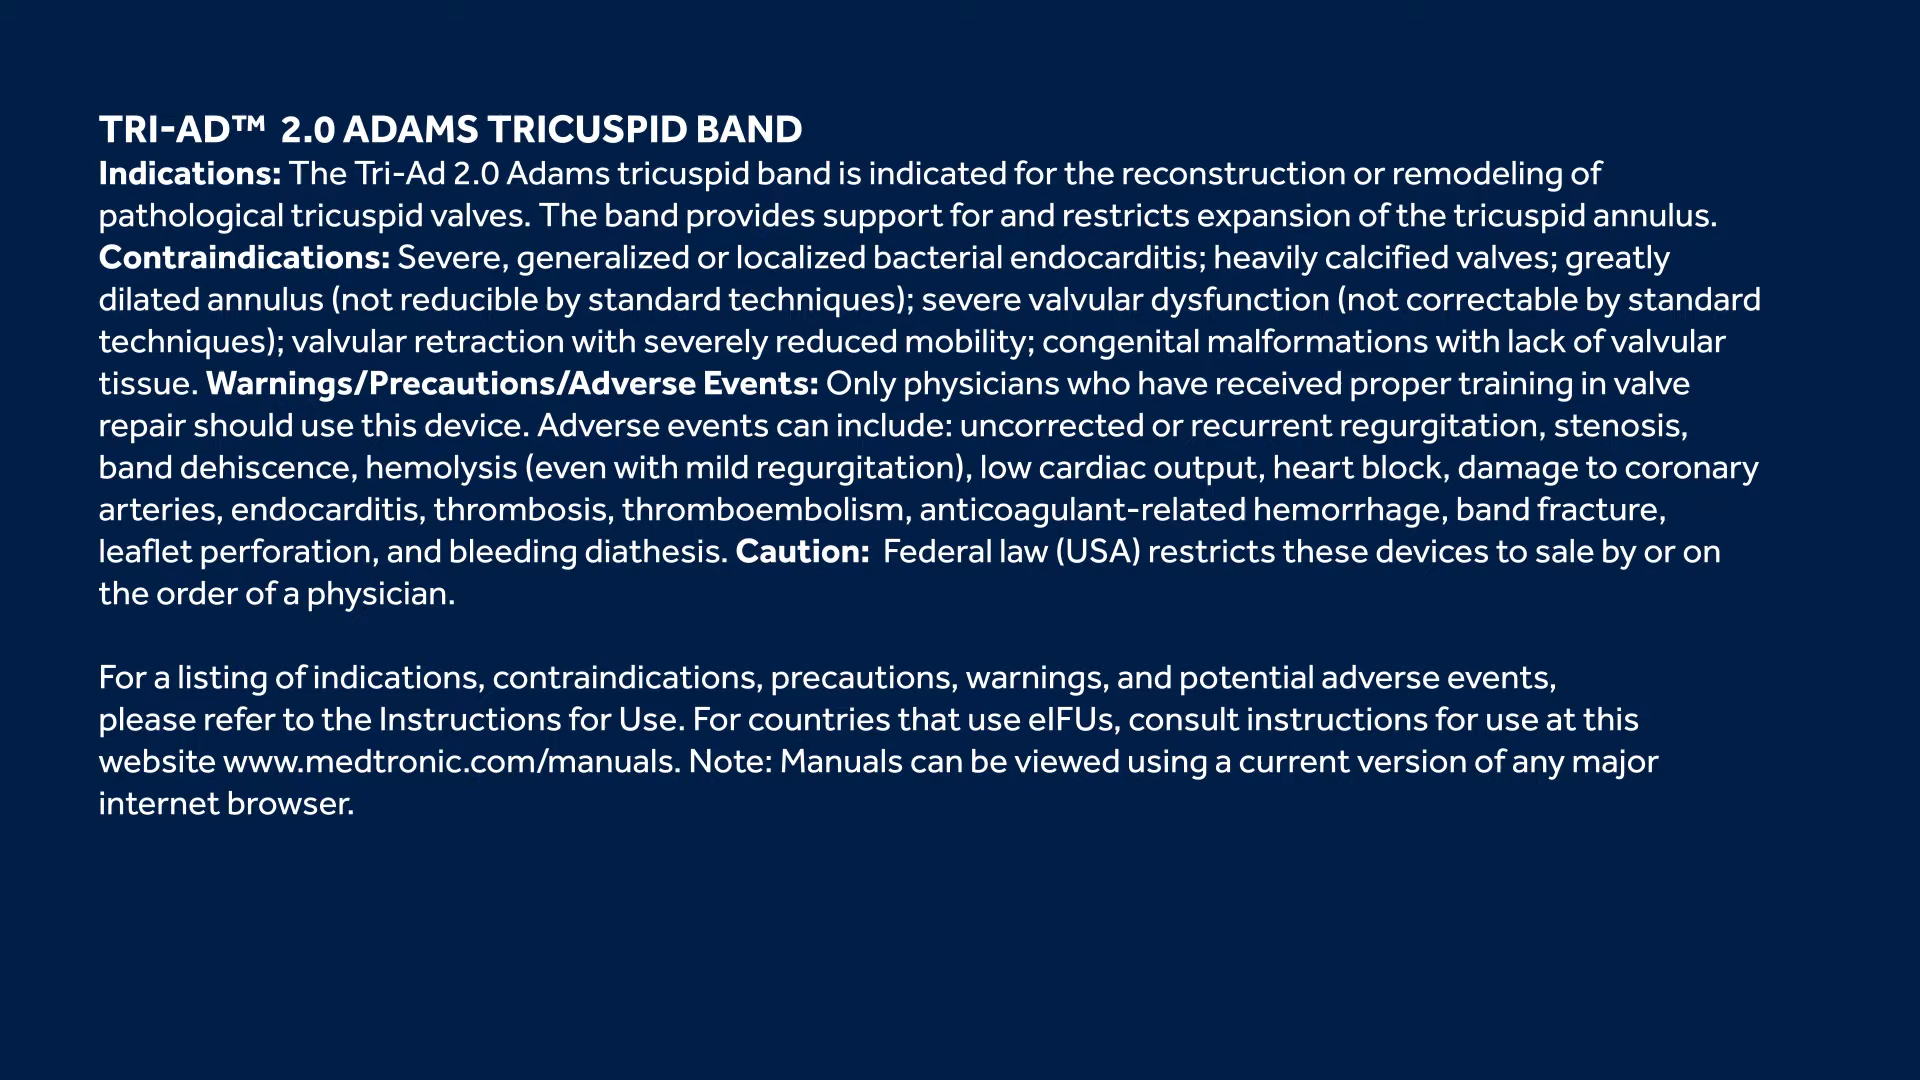 TRI-AD™ 2.0 ADAMS TRICUSPID BAND
Indications: The Tri-Ad 2.0 Adams tricuspid band is indicated for the reconstruction or remodeling of
pathological tricuspid valves. The band provides support for and restricts expansion of the tricuspid annulus.
Contraindications: Severe, generalized or localized bacterial endocarditis; heavily calcified valves; greatly
dilated annulus (not reducible by standard techniques); severe valvular dysfunction (not correctable by standard
techniques); valvular retraction with severely reduced mobility; congenital malformations with lack of valvular
tissue. Warnings/Precautions/Adverse Events: Only physicians who have received proper training in valve
repair should use this device. Adverse events can include: uncorrected or recurrent regurgitation, stenosis,
band dehiscence, hemolysis (even with mild regurgitation), low cardiac output, heart block, damage to coronary
arteries, endocarditis, thrombosis, thromboembolism, anticoagulant-related hemorrhage, band fracture,
leaflet perforation, and bleeding diathesis. Caution: Federal law (USA) restricts these devices to sale by or on
the order of a physician.
For a listing of indications, contraindications, precautions, warnings, and potential adverse events,
please refer to the Instructions for Use. For countries that use eIFUs, consult instructions for use at this
website www.medtronic.com/manuals. Note: Manuals can be viewed using a current version of any major
internet browser.